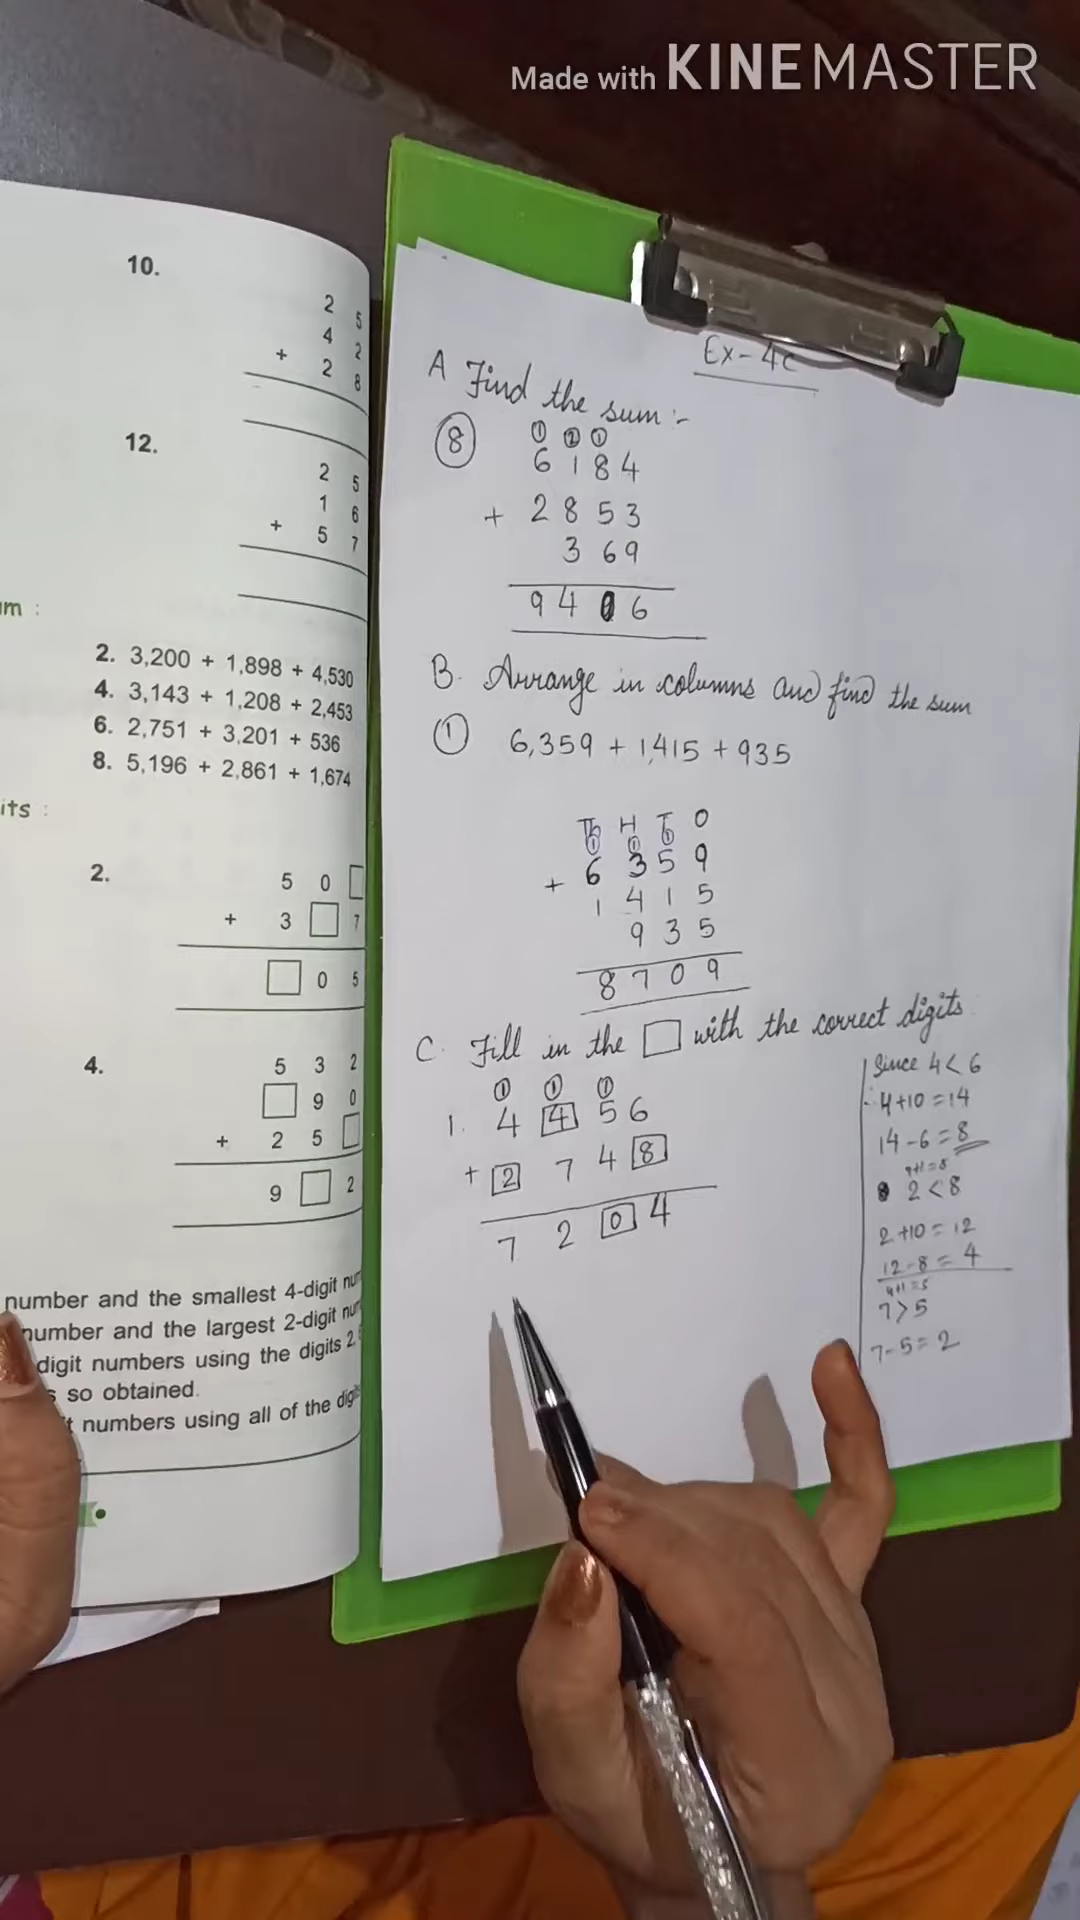 Made with KINEMASTER
10.
2 5
4 2
+ 2 8
12.
2 5
1 6
+ 5 7
m :
2. 3,200 + 1,898 + 4,530
4. 3,143 + 1,208 + 2,453
6. 2,751 + 3,201 + 536
8. 5,196 + 2,861 + 1,674
its :
2.
5 0 □
+ 3 □ 7
□ 0 5
4.
5 3 2
□ 9 0
+ 2 5 □
9 □ 2
number and the smallest 4-digit
number and the largest 2-digit
digit numbers using the digits 2,
so obtained.
numbers using all of the
Ex-4c
A Find the sum :-
8
1 2 1
6 1 8 4
+ 2 8 5 3
3 6 9
9 4 0 6
B. Arrange in columns and find the sum
1 6,359 + 1,415 + 935
Th H T O
1 1 1
6 3 5 9
+ 1 4 1 5
9 3 5
8 7 0 9
C. Fill in the □ with the correct digits
1 1 1
1. 4 4 5 6
+ 2 7 4 8
7 2 0 4
Since 4 < 6
∴ 4+10 = 14
14 - 6 = 8
2 < 8
2 + 10 = 12
12 - 8 = 4
4+1 = 5
7 > 5
7 - 5 = 2